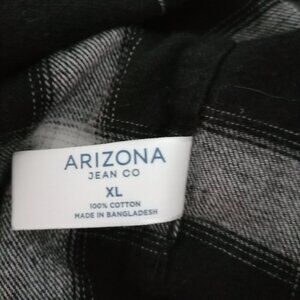 ARIZONA
JEAN CO
XL
100% COTTON
MADE IN BANGLADESH